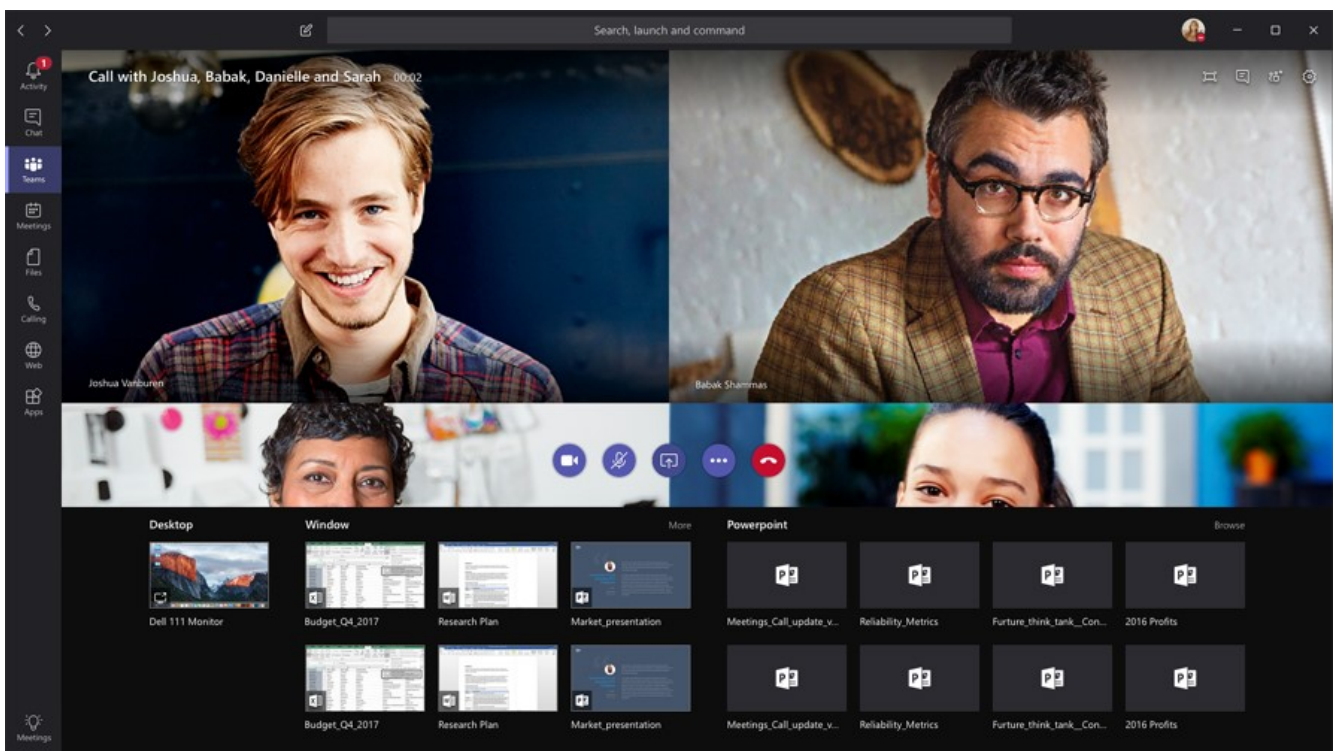 Search, launch and command
1
Activity
Chat
Teams
Meetings
Files
Calling
Web
Apps
Meetings
Call with Joshua, Babak, Danielle and Sarah 00:02
Joshua Vanburen
Babak Shammas
Desktop
Window
More
Powerpoint
Browse
Dell 111 Monitor
Budget_Q4_2017
Research Plan
Market_presentation
Meetings_Call_update_v...
Reliability_Metrics
Furture_think_tank__Con...
2016 Profits
Budget_Q4_2017
Research Plan
Market_presentation
Meetings_Call_update_v...
Reliability_Metrics
Furture_think_tank__Con...
2016 Profits